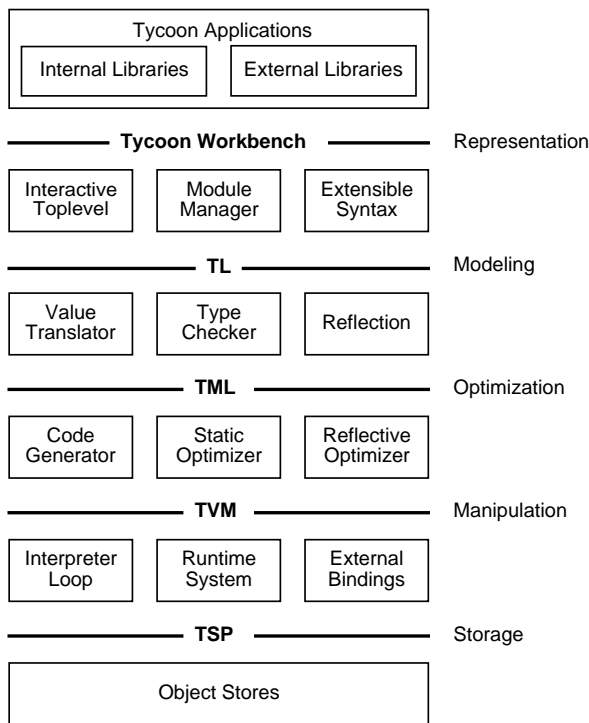 Tycoon Applications
Internal Libraries External Libraries
Tycoon Workbench Representation
Interactive Module Extensible
Toplevel Manager Syntax
TL Modeling
Value Type Reflection
Translator Checker
TML Optimization
Code Static Reflective
Generator Optimizer Optimizer
TVM Manipulation
Interpreter Runtime External
Loop System Bindings
TSP Storage
Object Stores